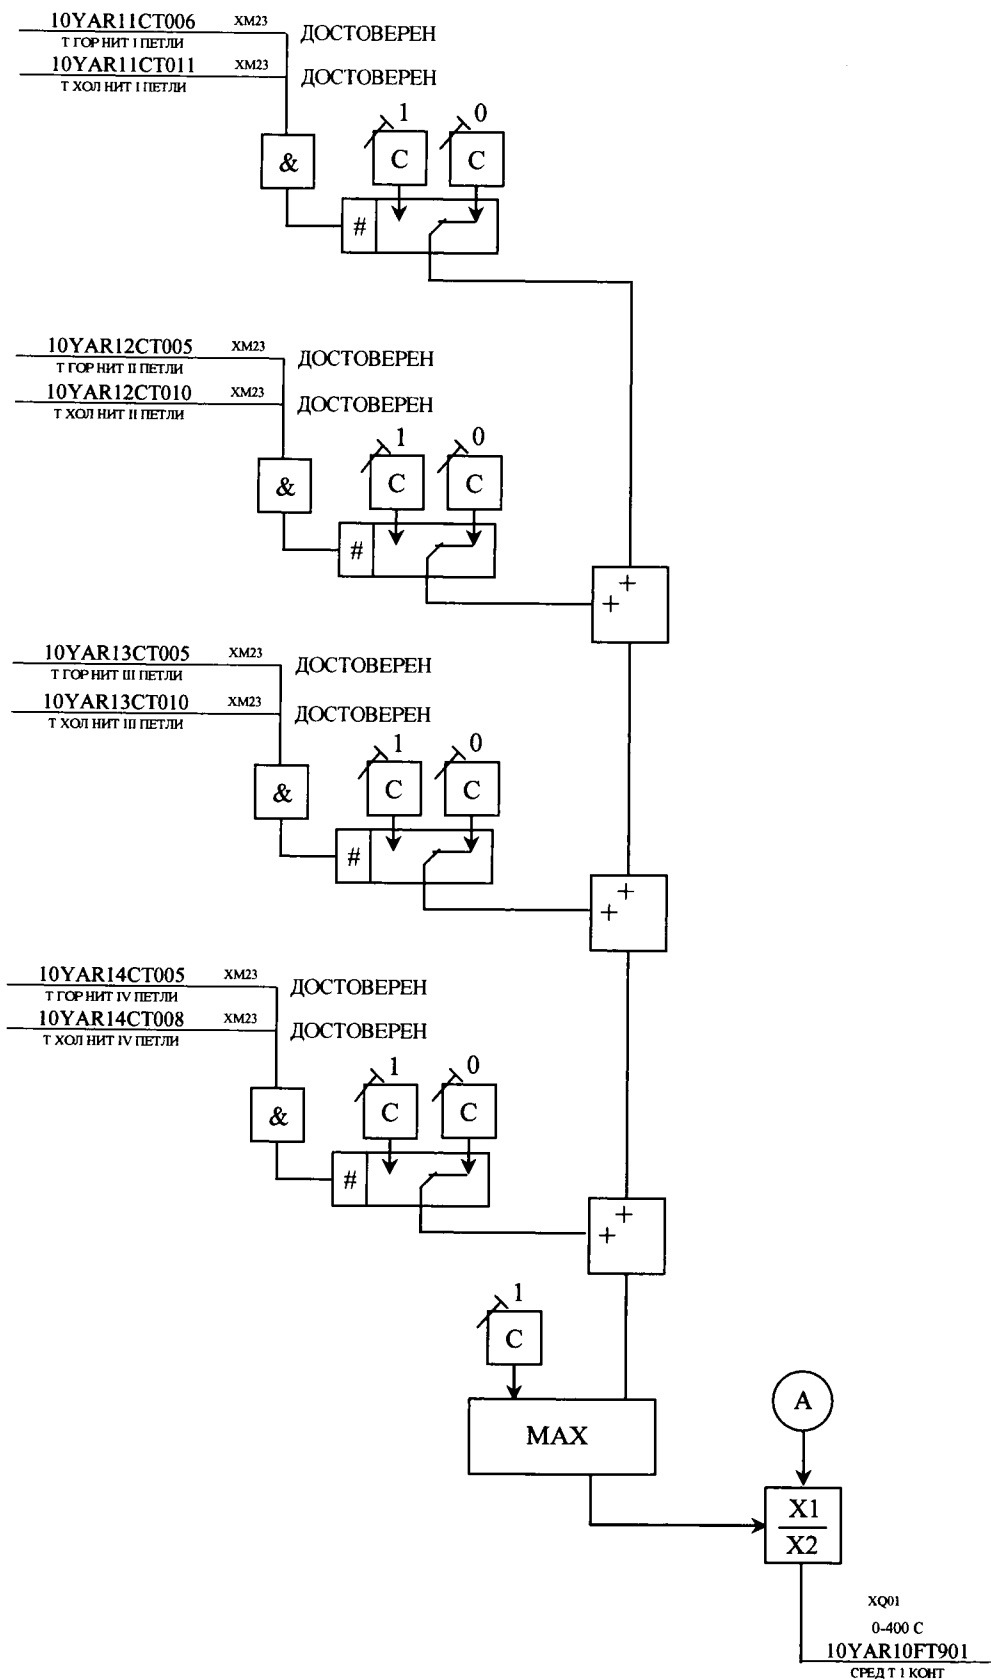 10YAR11CT006 XM23 ДОСТОВЕРЕН
Т ГОР НИТ I ПЕТЛИ
10YAR11CT011 XM23 ДОСТОВЕРЕН
Т ХОЛ НИТ I ПЕТЛИ
1 0
& C C
#
10YAR12CT005 XM23 ДОСТОВЕРЕН
Т ГОР НИТ II ПЕТЛИ
10YAR12CT010 XM23 ДОСТОВЕРЕН
Т ХОЛ НИТ II ПЕТЛИ
1 0
& C C
#
+
+
10YAR13CT005 XM23 ДОСТОВЕРЕН
Т ГОР НИТ III ПЕТЛИ
10YAR13CT010 XM23 ДОСТОВЕРЕН
Т ХОЛ НИТ III ПЕТЛИ
1 0
& C C
#
+
+
10YAR14CT005 XM23 ДОСТОВЕРЕН
Т ГОР НИТ IV ПЕТЛИ
10YAR14CT008 XM23 ДОСТОВЕРЕН
Т ХОЛ НИТ IV ПЕТЛИ
1 0
& C C
#
+
+
1
C
A
MAX
X1
X2
XQ01
0-400 C
10YAR10FT901
СРЕД Т 1 КОНТ